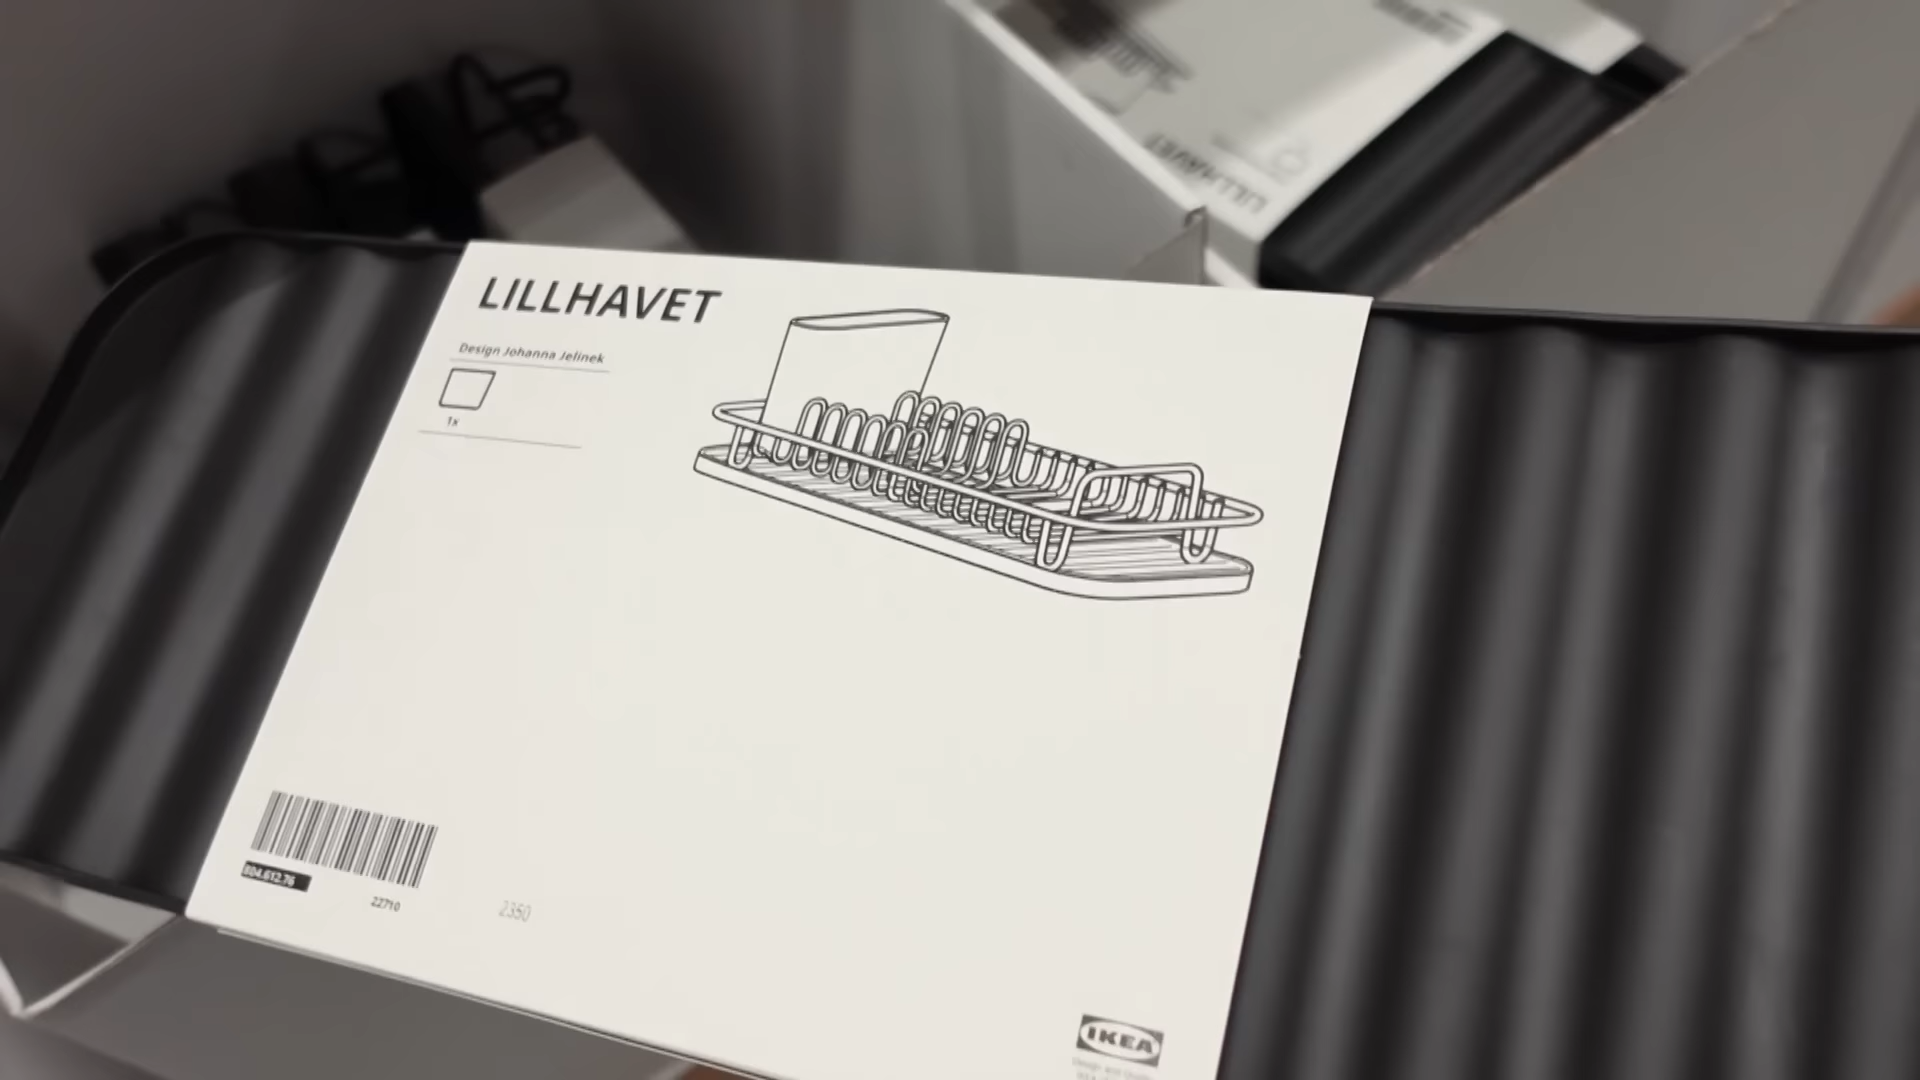 LILLHAVET
Design Johanna Jelinek
1x
804.612.76
22710
2350
IKEA
LILLHAVET